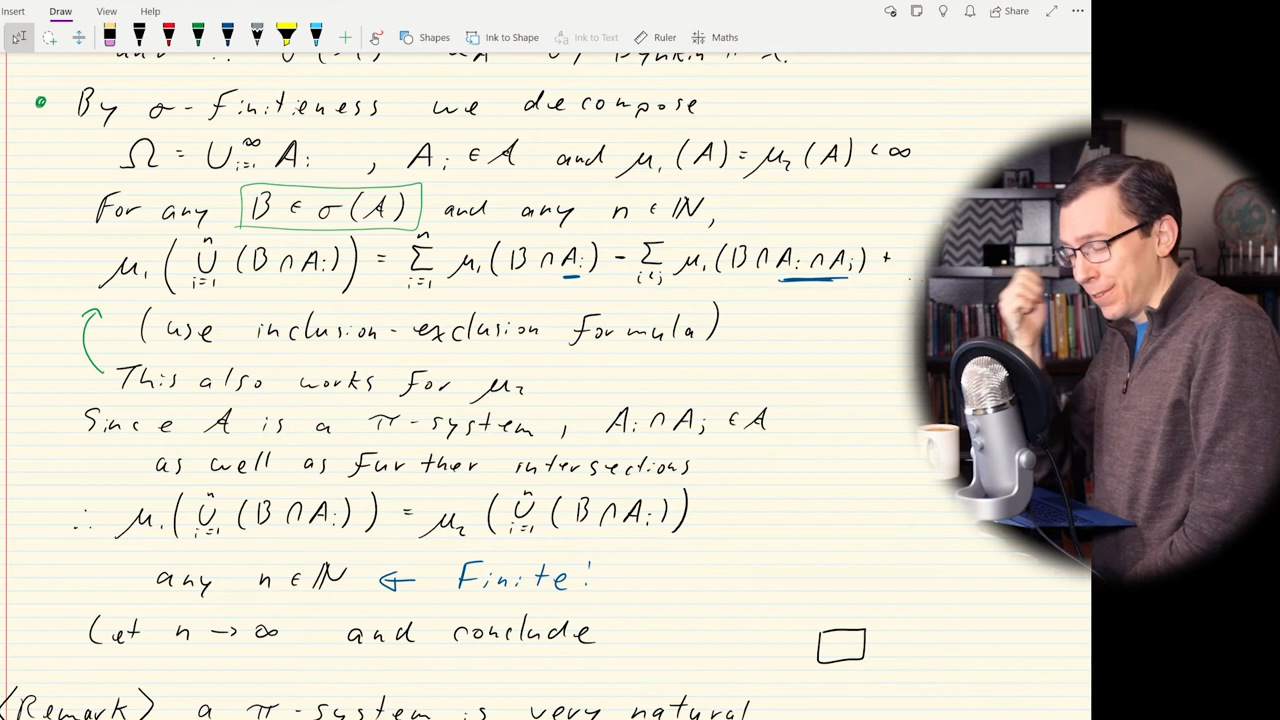 Insert Draw View Help
Share
Shapes Ink to Shape Ink to Text Ruler Maths
• By σ-finitieness we decompose
Ω = ∪_{i=1}^∞ A_i , A_i ∈ A and μ_1(A) = μ_2(A) < ∞
For any B ∈ σ(A) and any n ∈ ℕ,
μ_1( ∪_{i=1}^n (B ∩ A_i) ) = Σ_{i=1}^n μ_1(B ∩ A_i) - Σ_{i<j} μ_1(B ∩ A_i ∩ A_j) +
(use inclusion-exclusion formula)
This also works for μ_2
Since A is a π-system, A_i ∩ A_j ∈ A
as well as further intersections
∴ μ_1( ∪_{i=1}^n (B ∩ A_i) ) = μ_2( ∪_{i=1}^n (B ∩ A_i) )
any n ∈ ℕ ← Finite!
Let n → ∞ and conclude □
<Remark> a π-system is very natural